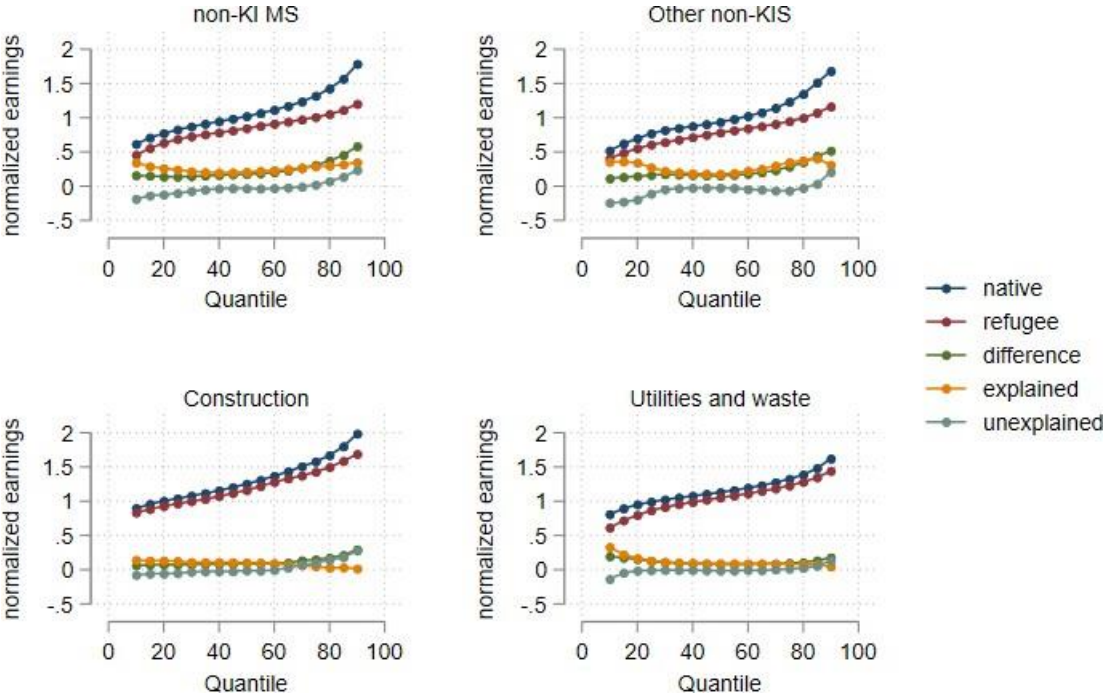 non-KI MS
normalized earnings
2
1.5
1
.5
0
-.5
0 20 40 60 80 100
Quantile
Other non-KIS
normalized earnings
2
1.5
1
.5
0
-.5
0 20 40 60 80 100
Quantile
Construction
normalized earnings
2
1.5
1
.5
0
-.5
0 20 40 60 80 100
Quantile
Utilities and waste
normalized earnings
2
1.5
1
.5
0
-.5
0 20 40 60 80 100
Quantile
native
refugee
difference
explained
unexplained